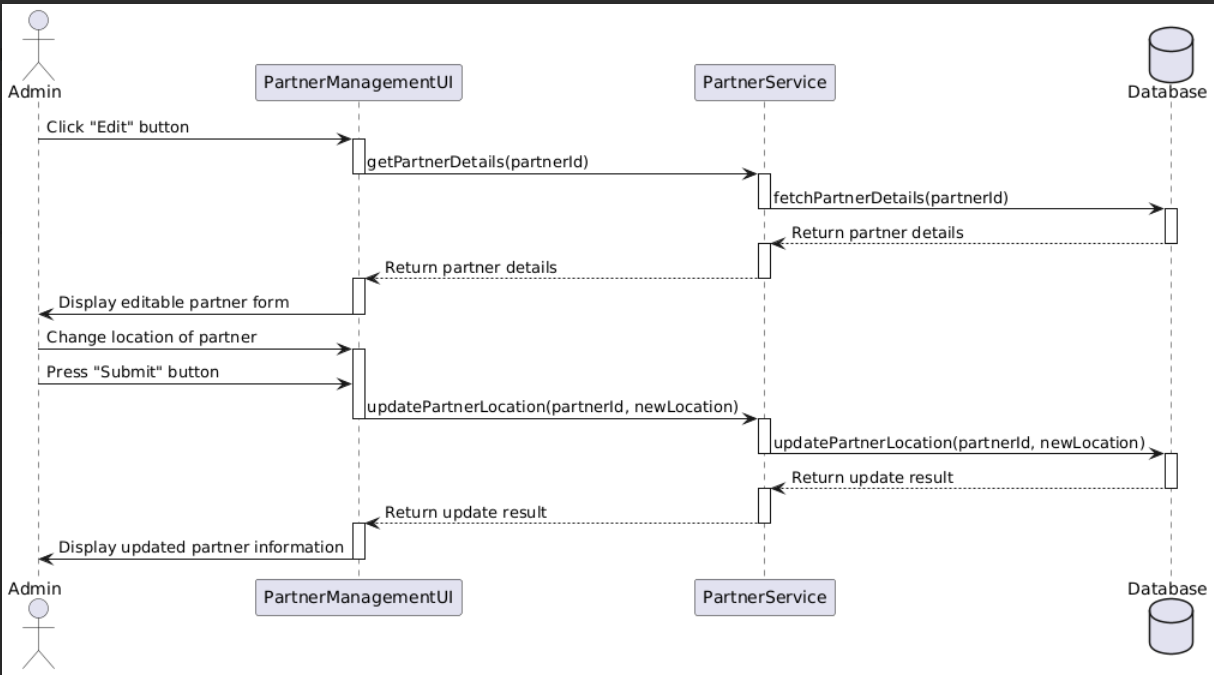 Admin
PartnerManagementUI
PartnerService
Database
Click "Edit" button
getPartnerDetails(partnerId)
fetchPartnerDetails(partnerId)
Return partner details
Return partner details
Display editable partner form
Change location of partner
Press "Submit" button
updatePartnerLocation(partnerId, newLocation)
updatePartnerLocation(partnerId, newLocation)
Return update result
Return update result
Display updated partner information
Admin
PartnerManagementUI
PartnerService
Database